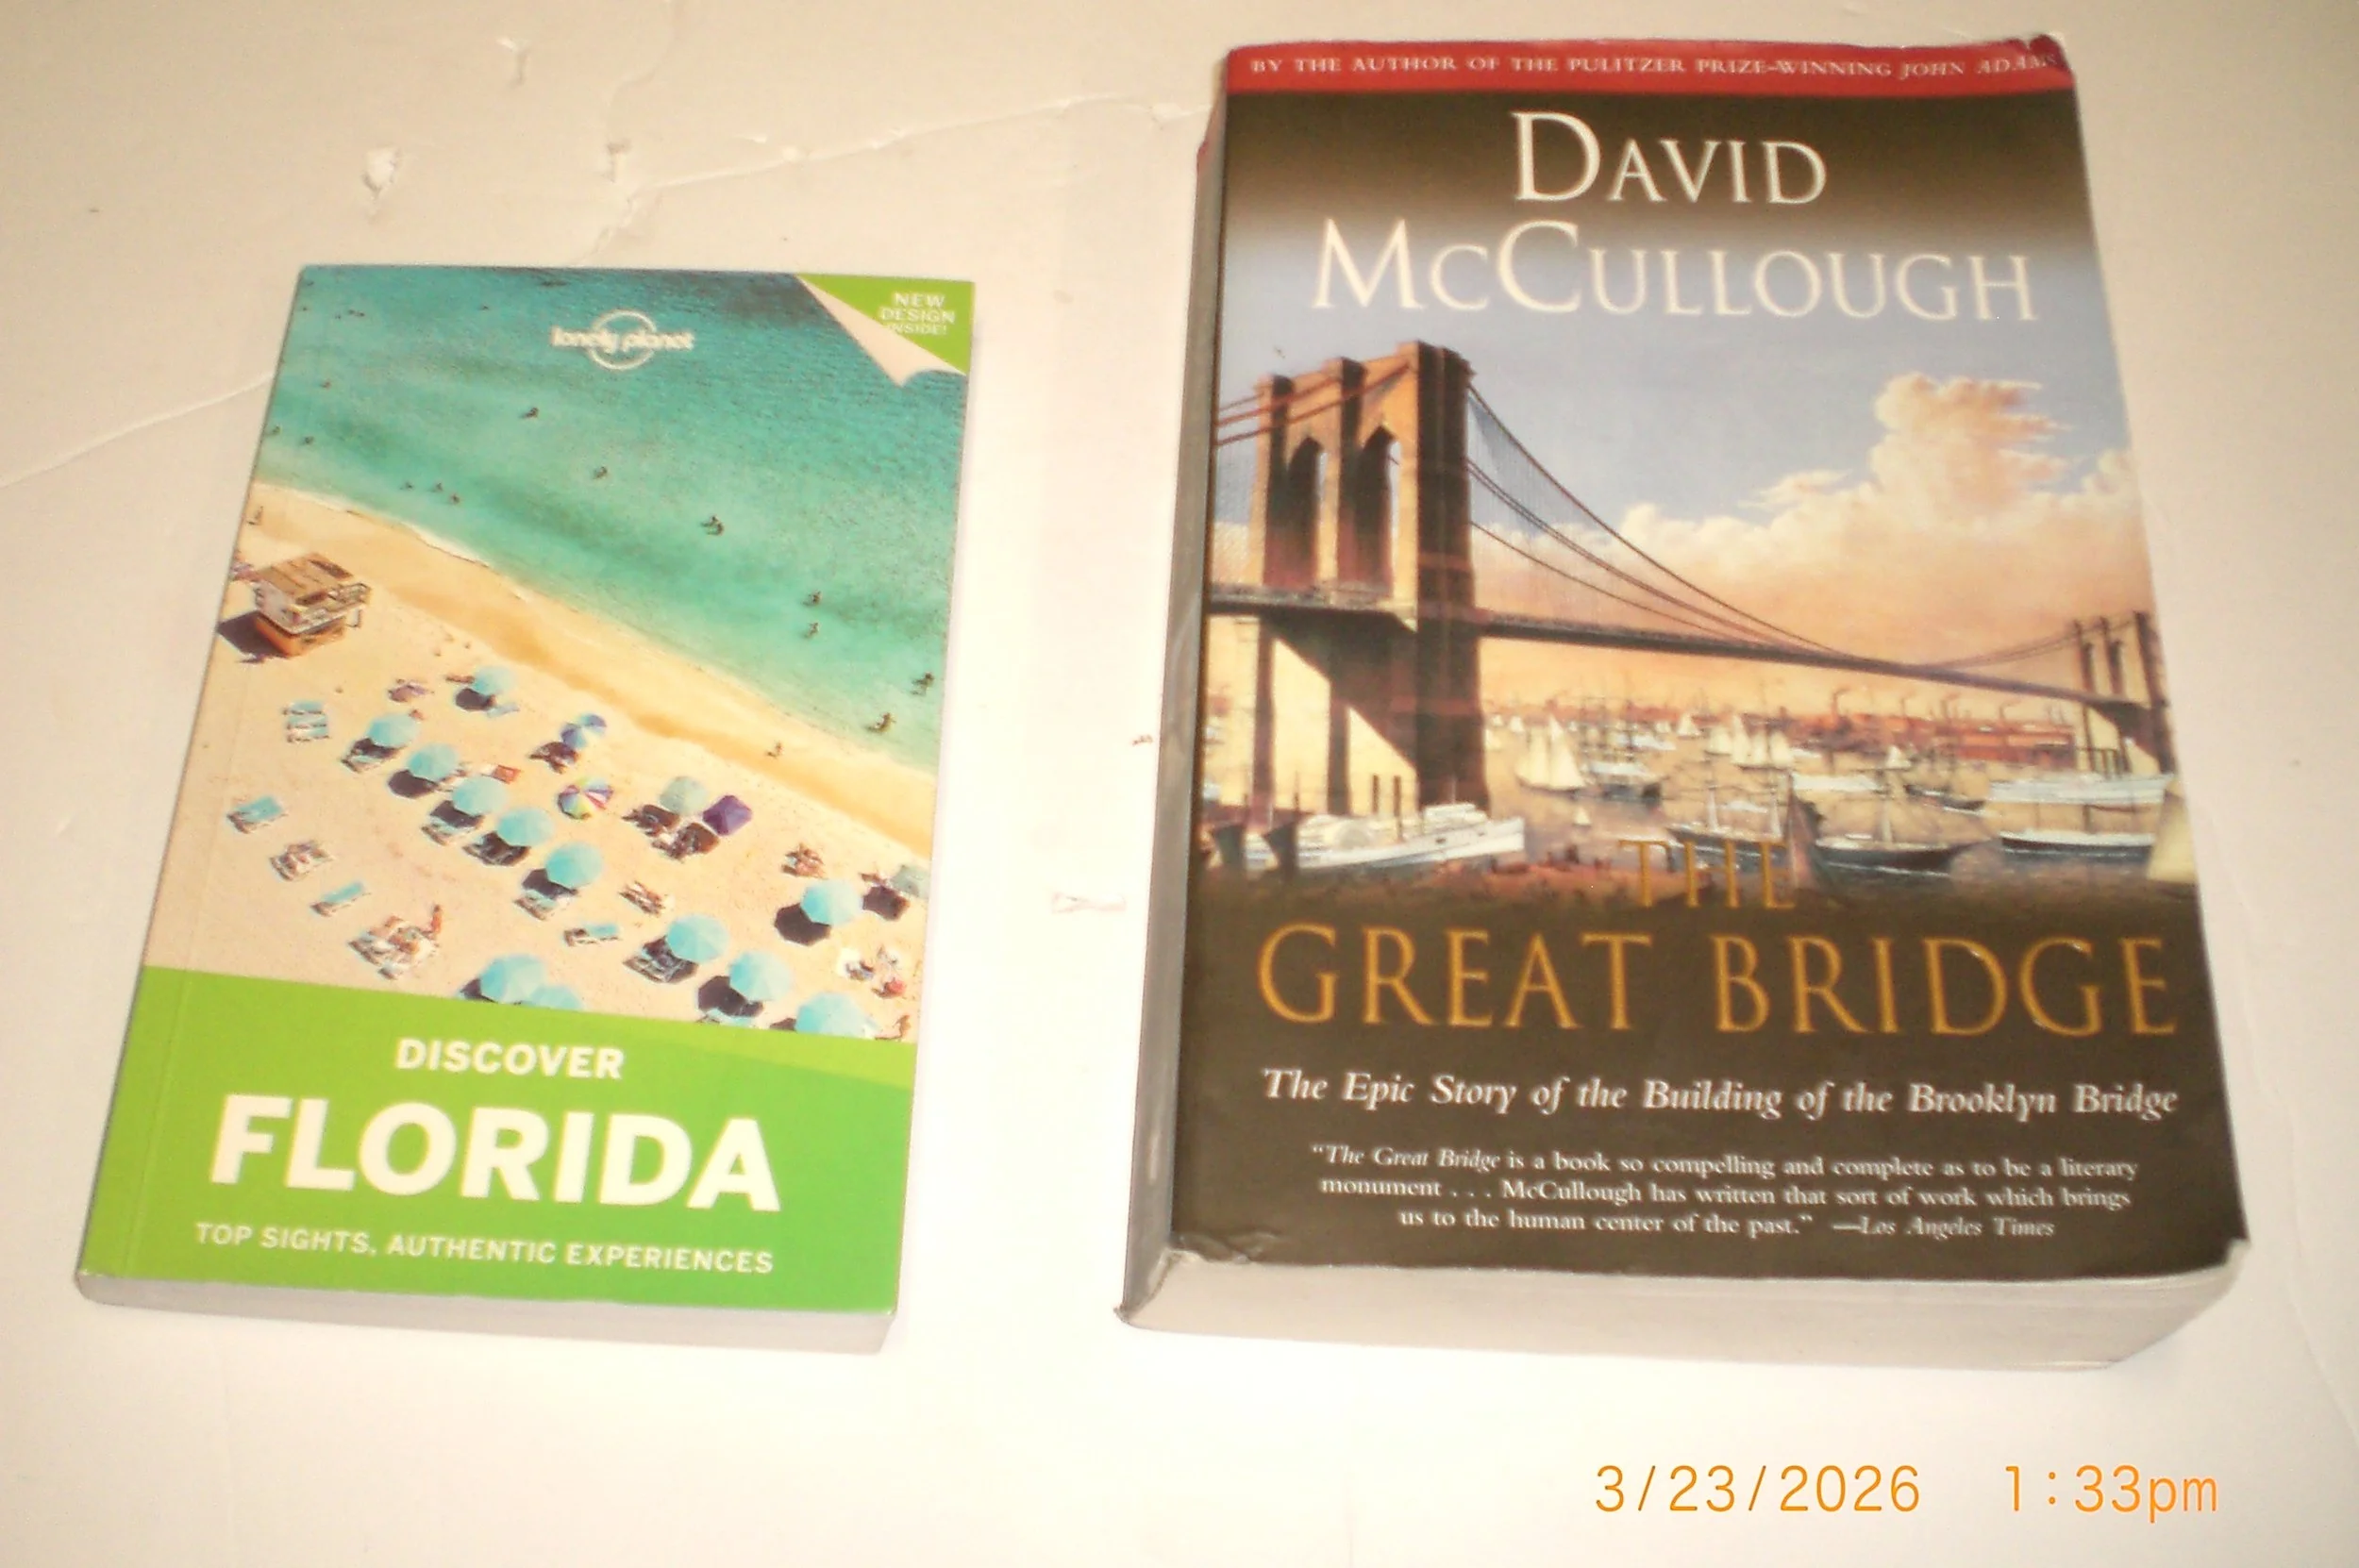 lonely planet
NEW
DESIGN
INSIDE!
DISCOVER
FLORIDA
TOP SIGHTS, AUTHENTIC EXPERIENCES
BY THE AUTHOR OF THE PULITZER PRIZE-WINNING JOHN ADAMS
DAVID
MCCULLOUGH
THE
GREAT BRIDGE
The Epic Story of the Building of the Brooklyn Bridge
"The Great Bridge is a book so compelling and complete as to be a literary
monument . . . McCullough has written that sort of work which brings
us to the human center of the past." —Los Angeles Times
3/23/2026 1:33pm